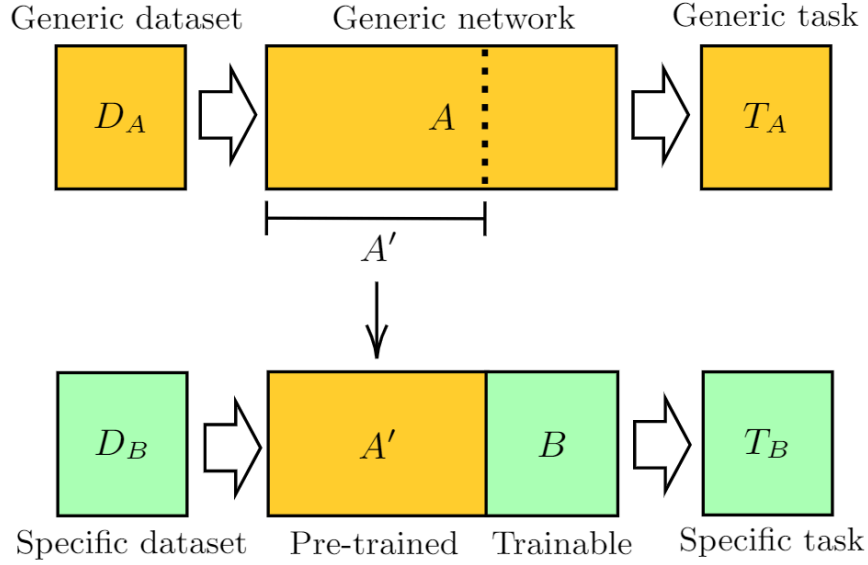 Generic dataset Generic network Generic task
D_A A T_A
A′
D_B A′ B T_B
Specific dataset Pre-trained Trainable Specific task